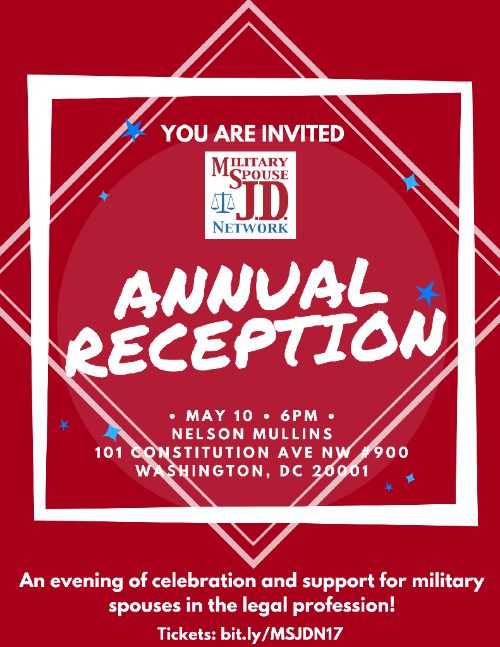 YOU ARE INVITED
MILITARY
SPOUSE
J.D.
NETWORK
ANNUAL
RECEPTION
• MAY 10 • 6PM •
NELSON MULLINS
101 CONSTITUTION AVE NW #900
WASHINGTON, DC 20001
An evening of celebration and support for military
spouses in the legal profession!
Tickets: bit.ly/MSJDN17